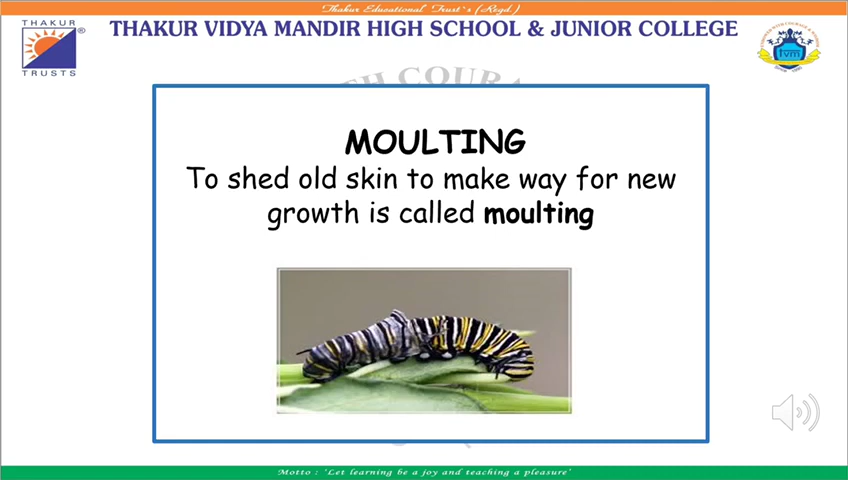 Thakur Educational Trust`s (Regd.)
THAKUR VIDYA MANDIR HIGH SCHOOL & JUNIOR COLLEGE
THAKUR
TRUSTS
®
tvm
MOULTING
To shed old skin to make way for new
growth is called moulting
Motto : 'Let learning be a joy and teaching a pleasure'